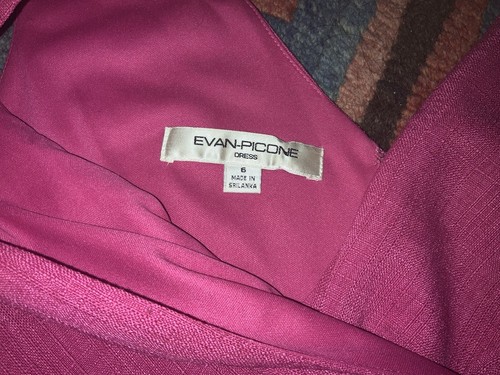 EVAN-PICONE
DRESS
6
MADE IN
SRI LANKA